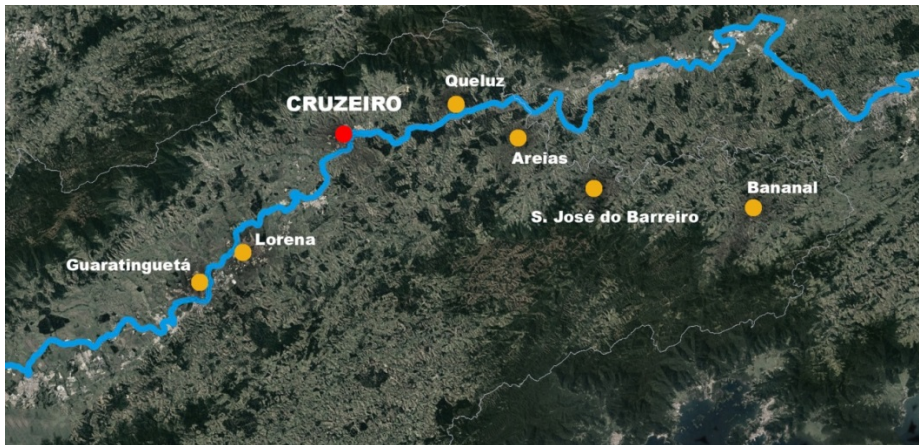 Queluz
CRUZEIRO
Areias
Bananal
S. José do Barreiro
Lorena
Guaratinguetá